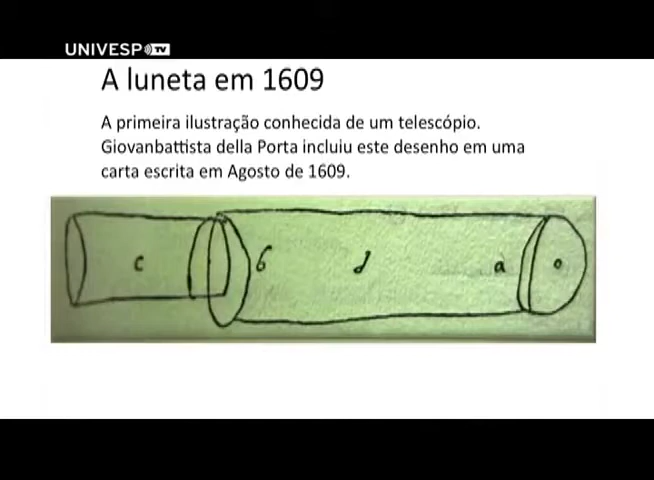 UNIVESP TV
A luneta em 1609
A primeira ilustração conhecida de um telescópio.
Giovanbattista della Porta incluiu este desenho em uma
carta escrita em Agosto de 1609.
c b d a o